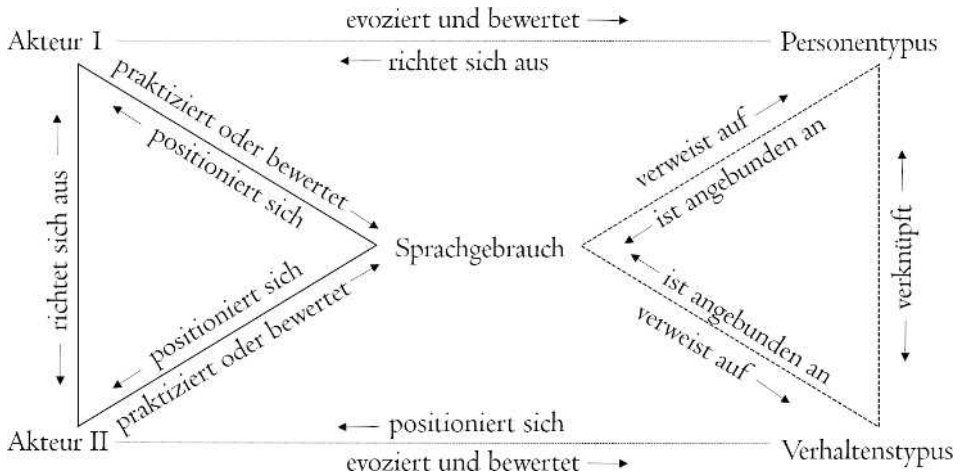 evoziert und bewertet
Akteur I
Personentypus
richtet sich aus
praktiziert oder bewertet
positioniert sich
verweist auf
ist angebunden an
richtet sich aus
Sprachgebrauch
verknüpft
positioniert sich
praktiziert oder bewertet
ist angebunden an
verweist auf
positioniert sich
Akteur II
Verhaltenstypus
evoziert und bewertet